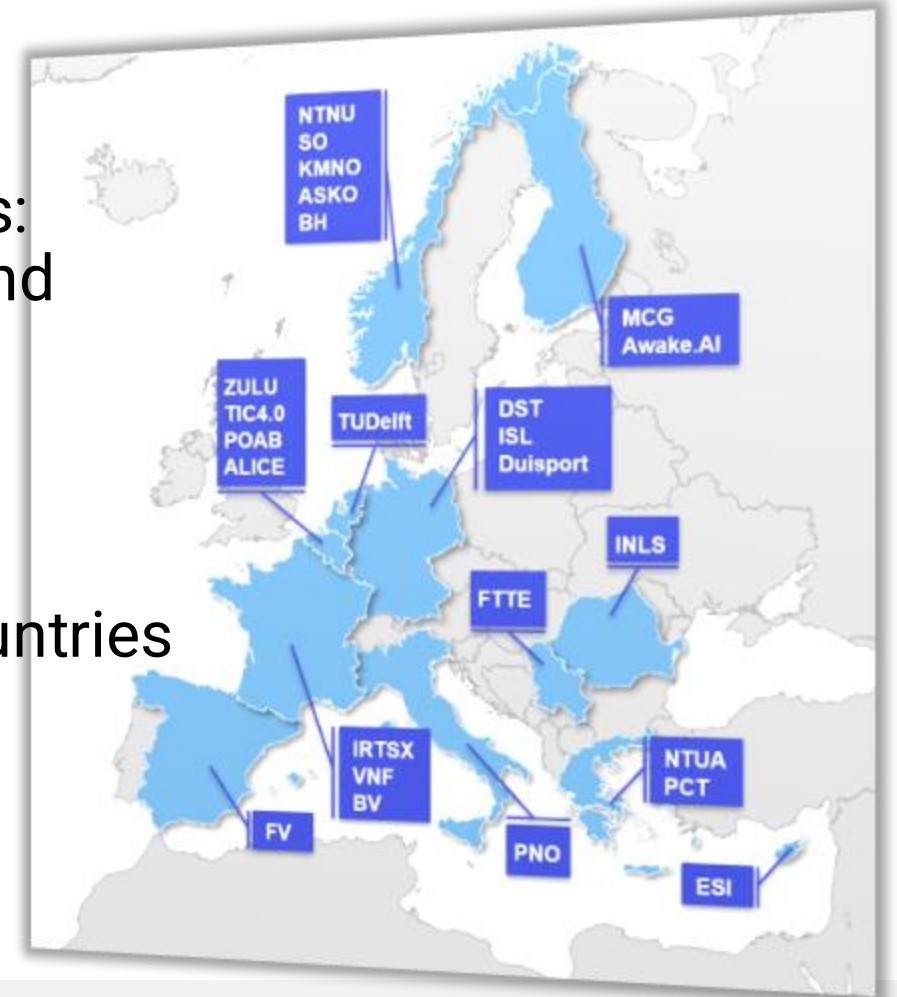 s:
nd
untries
NTNU
SO
KMNO
ASKO
BH
MCG
Awake.AI
ZULU
TIC4.0
POAB
ALICE
TUDelft
DST
ISL
Duisport
INLS
FTTE
IRTSX
VNF
BV
NTUA
PCT
FV
PNO
ESI